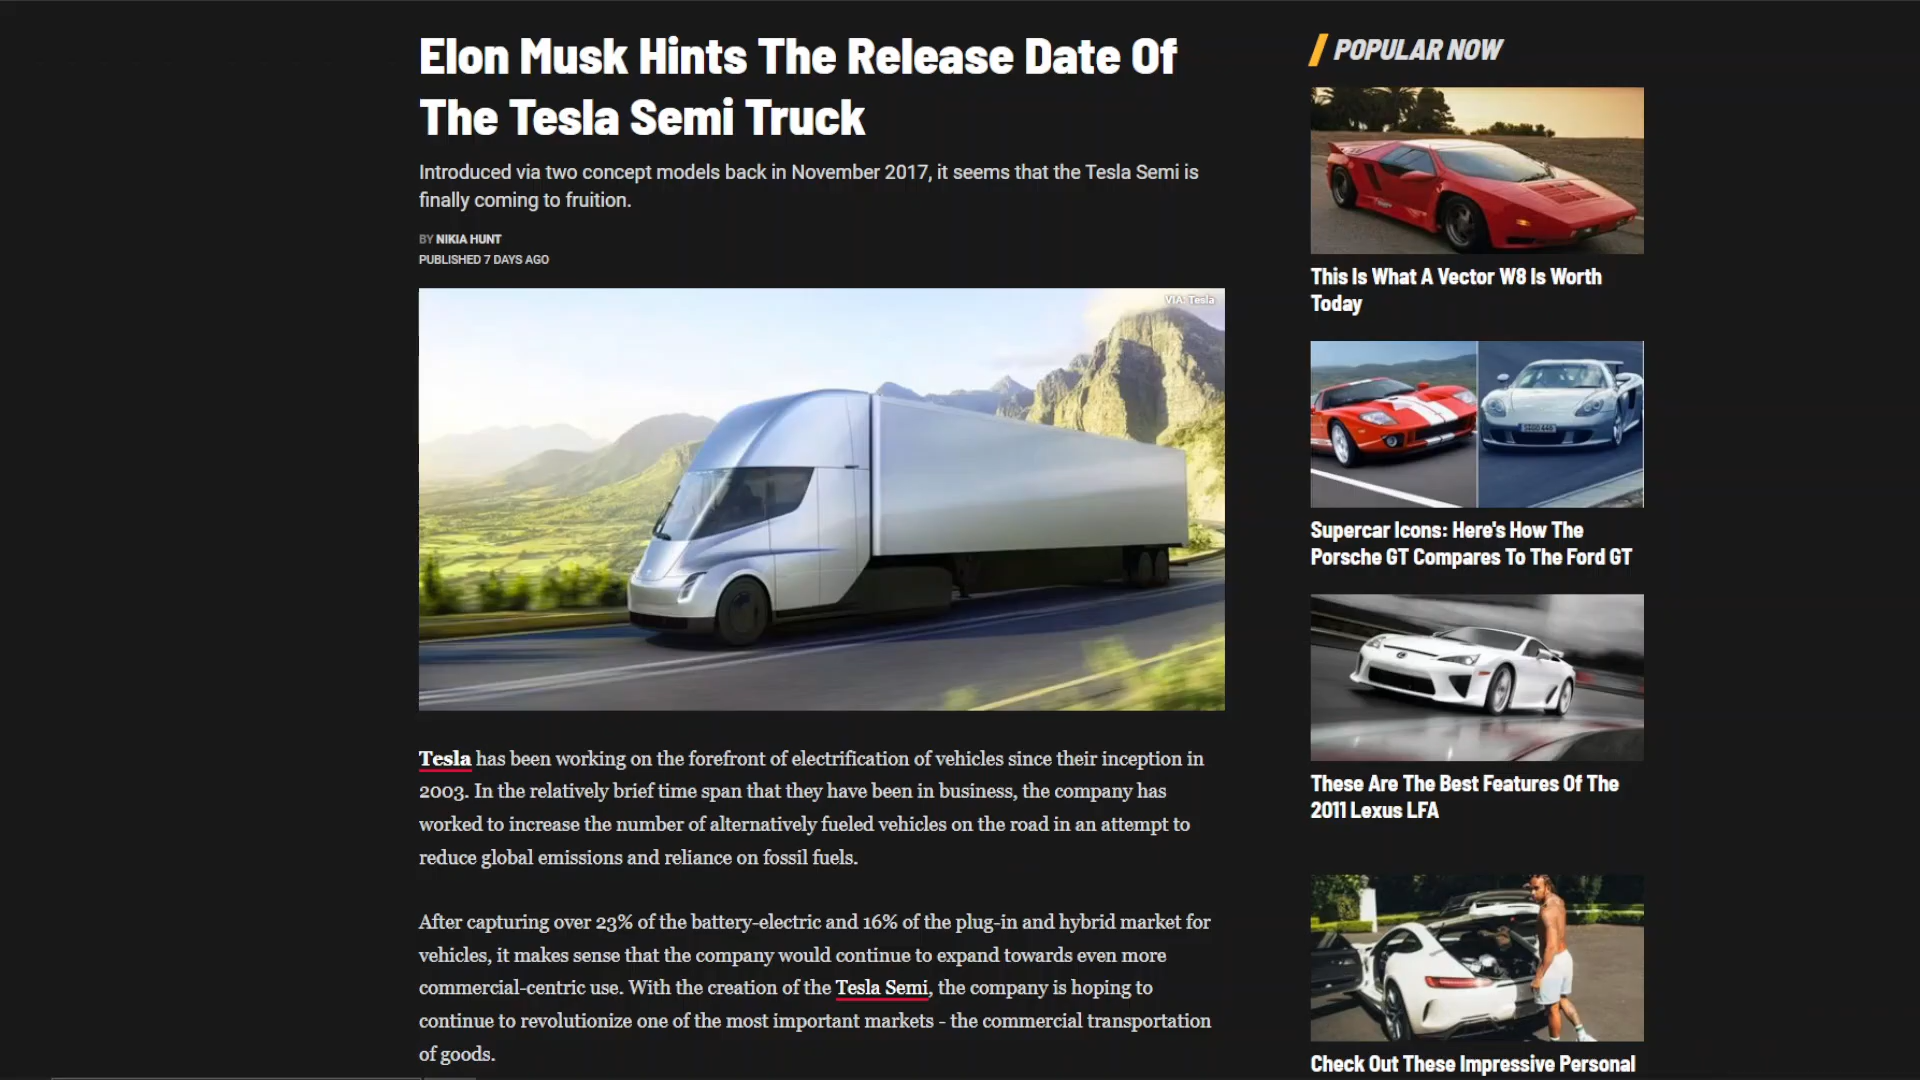 Elon Musk Hints The Release Date Of
The Tesla Semi Truck
Introduced via two concept models back in November 2017, it seems that the Tesla Semi is
finally coming to fruition.
BY NIKIA HUNT
PUBLISHED 7 DAYS AGO
VIA: Tesla
Tesla has been working on the forefront of electrification of vehicles since their inception in
2003. In the relatively brief time span that they have been in business, the company has
worked to increase the number of alternatively fueled vehicles on the road in an attempt to
reduce global emissions and reliance on fossil fuels.
After capturing over 23% of the battery-electric and 16% of the plug-in and hybrid market for
vehicles, it makes sense that the company would continue to expand towards even more
commercial-centric use. With the creation of the Tesla Semi, the company is hoping to
continue to revolutionize one of the most important markets - the commercial transportation
of goods.
POPULAR NOW
This Is What A Vector W8 Is Worth
Today
Supercar Icons: Here's How The
Porsche GT Compares To The Ford GT
These Are The Best Features Of The
2011 Lexus LFA
Check Out These Impressive Personal